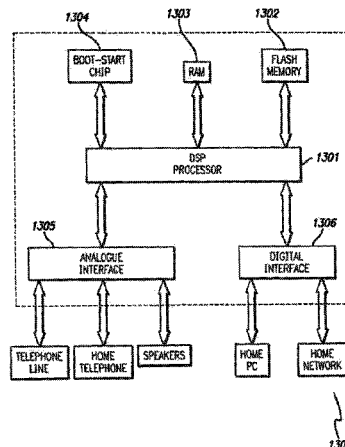 1304
1303
1302
BOOT-START
CHIP
RAM
FLASH
MEMORY
DSP
PROCESSOR
1301
1305
1306
ANALOGUE
INTERFACE
DIGITAL
INTERFACE
TELEPHONE
LINE
HOME
TELEPHONE
SPEAKERS
HOME
PC
HOME
NETWORK